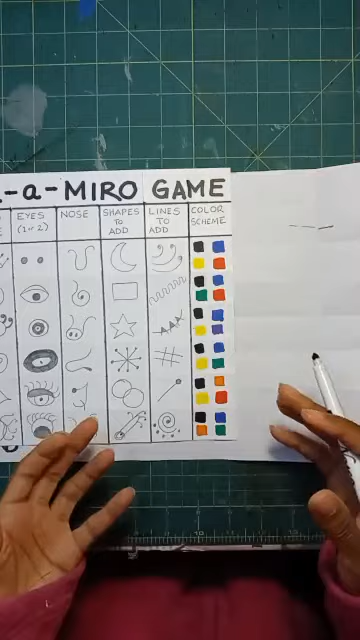 -a-MIRO GAME
EYES NOSE SHAPES LINES COLOR
(1 or 2) TO TO SCHEME
ADD ADD